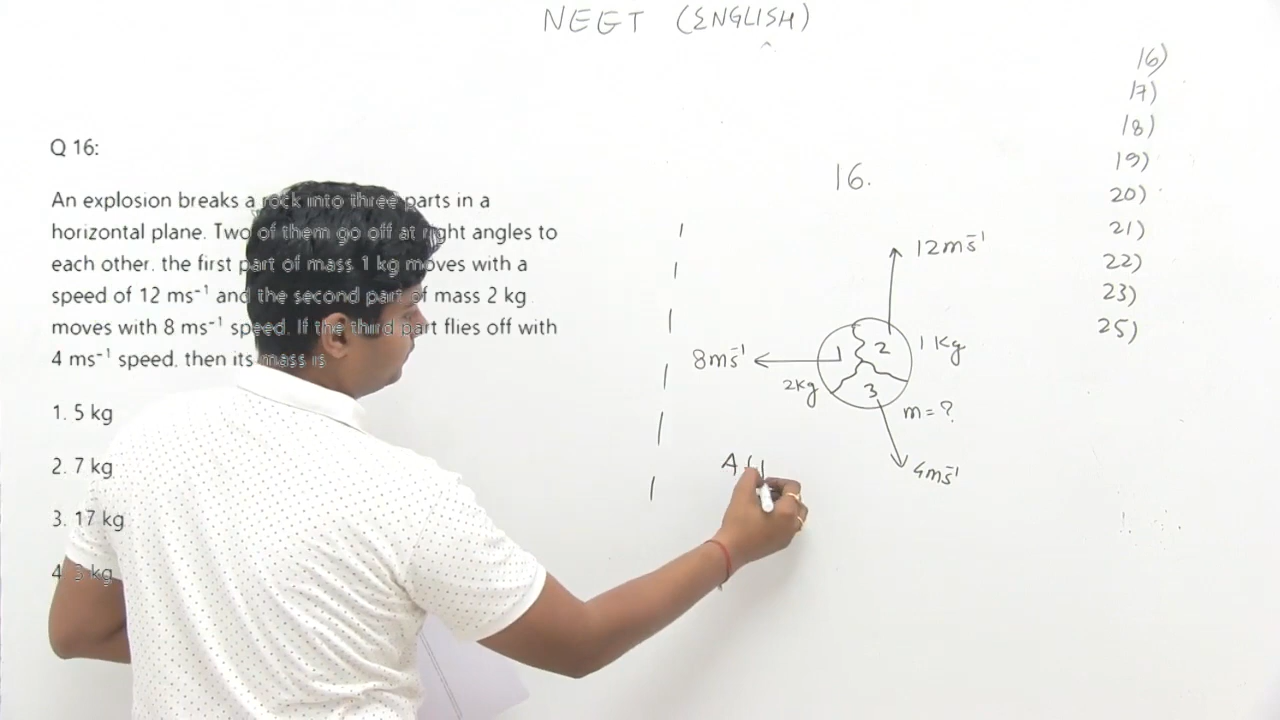 NEET (ENGLISH)
Q 16:
An explosion breaks a rock into three parts in a
horizontal plane. Two of them go off at right angles to
each other. the first part of mass 1 kg moves with a
speed of 12 ms⁻¹ and the second part of mass 2 kg
moves with 8 ms⁻¹ speed. If the third part flies off with
4 ms⁻¹ speed. then its mass is
1. 5 kg
2. 7 kg
3. 17 kg
4. 3 kg
16.
12ms⁻¹
1 2 1 Kg
8ms⁻¹
2kg 3
m = ?
4ms⁻¹
16)
17)
18)
19)
20)
21)
22)
23)
25)